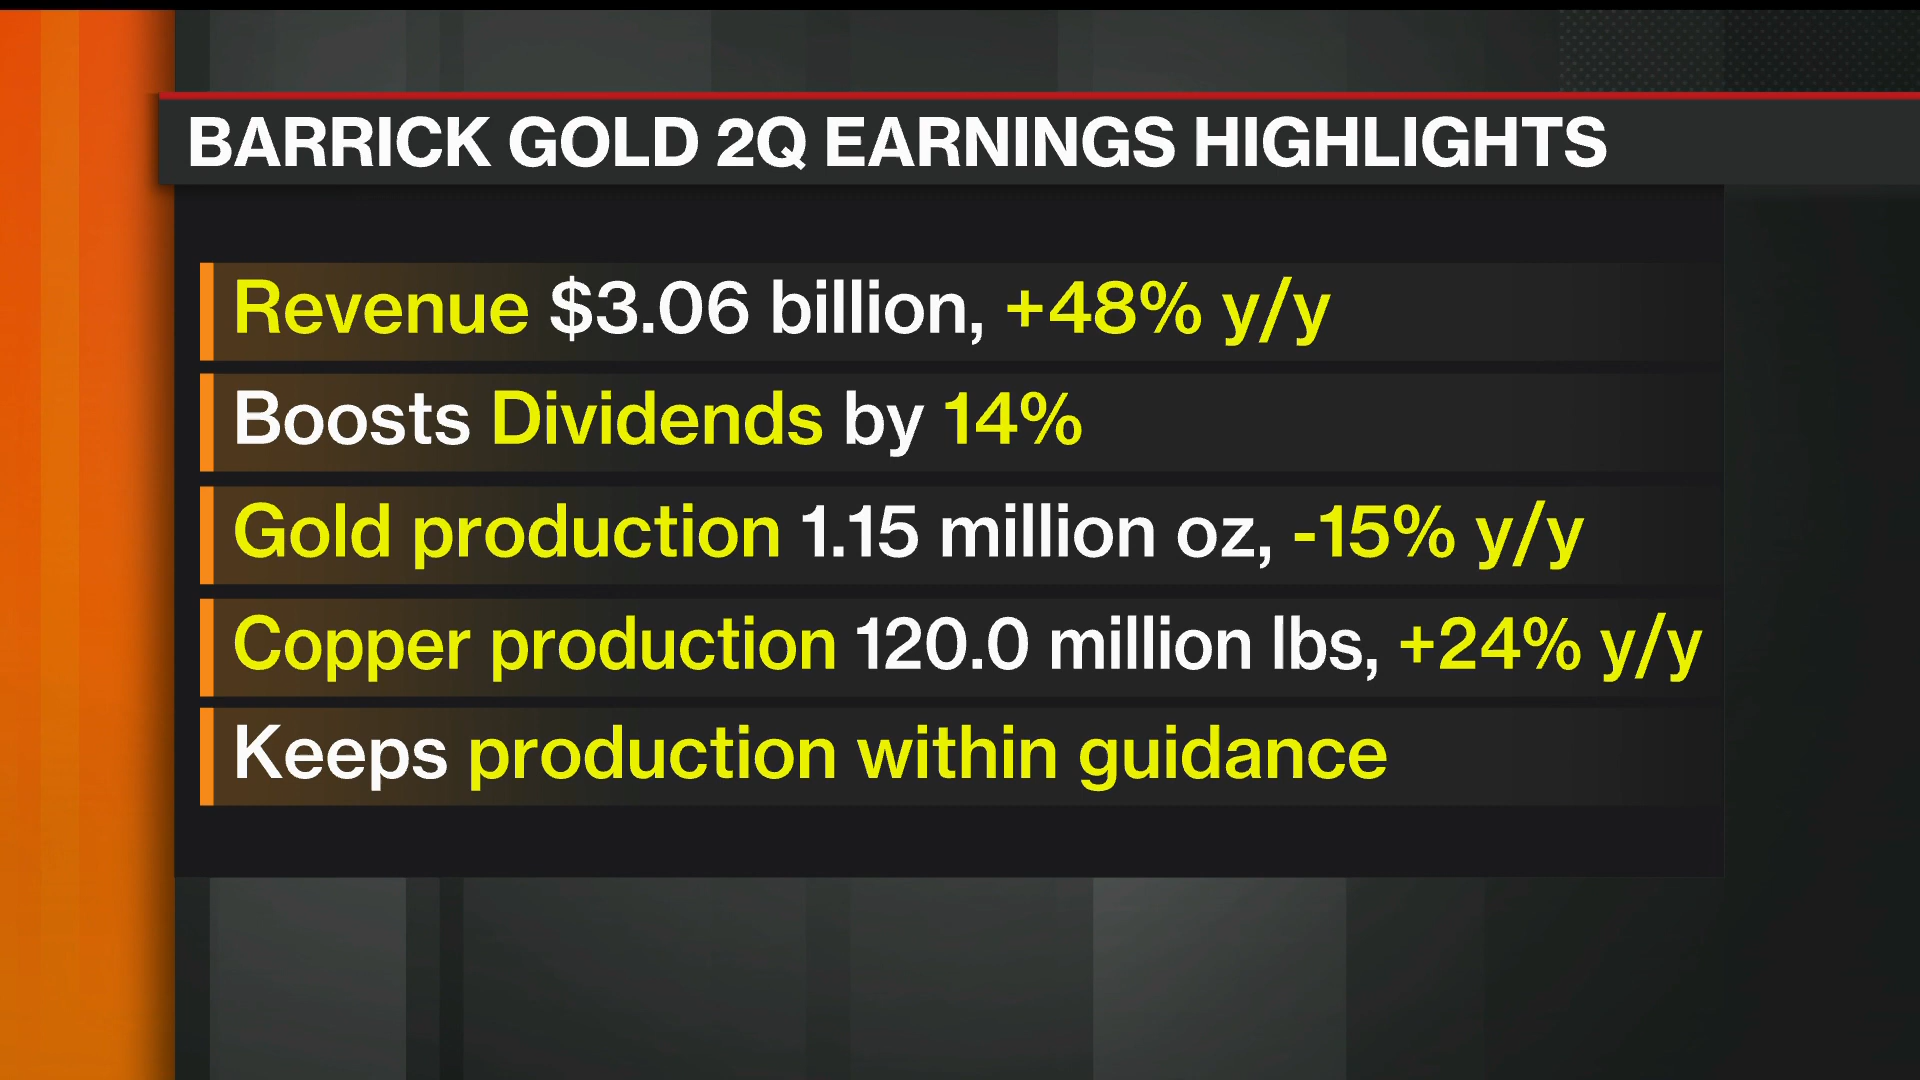 BARRICK GOLD 2Q EARNINGS HIGHLIGHTS
Revenue $3.06 billion, +48% y/y
Boosts Dividends by 14%
Gold production 1.15 million oz, -15% y/y
Copper production 120.0 million lbs, +24% y/y
Keeps production within guidance